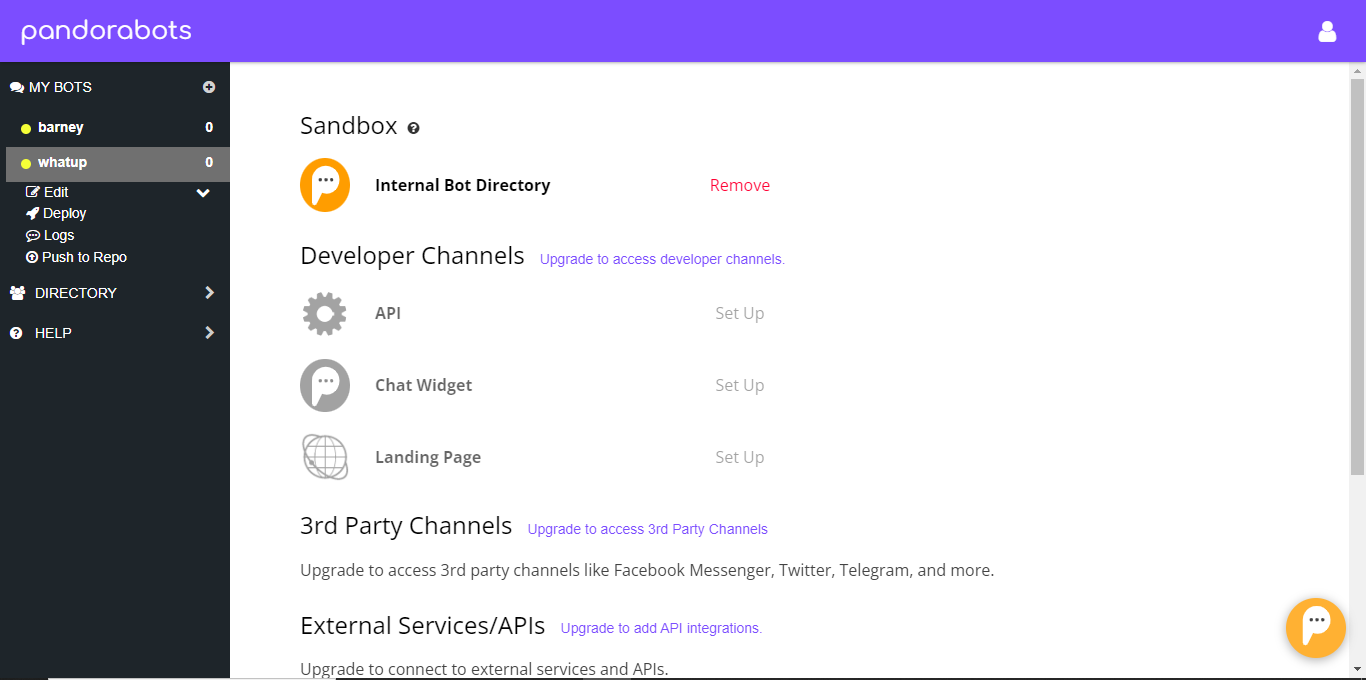 pandorabots
MY BOTS
barney 0
whatup 0
Edit
Deploy
Logs
Push to Repo
DIRECTORY
HELP
Sandbox
Internal Bot Directory Remove
Developer Channels Upgrade to access developer channels.
API Set Up
Chat Widget Set Up
Landing Page Set Up
3rd Party Channels Upgrade to access 3rd Party Channels
Upgrade to access 3rd party channels like Facebook Messenger, Twitter, Telegram, and more.
External Services/APIs Upgrade to add API integrations.
Upgrade to connect to external services and APIs.